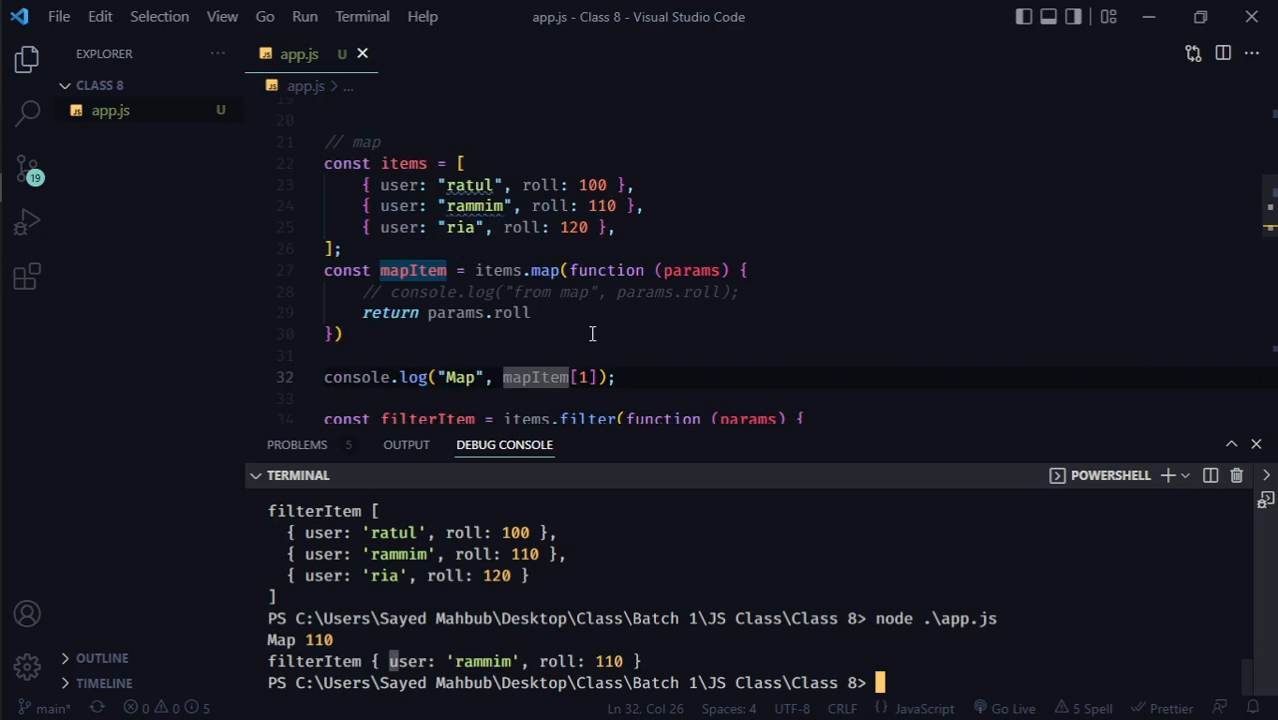 File Edit Selection View Go Run Terminal Help app.js - Class 8 - Visual Studio Code
EXPLORER ··· app.js U
CLASS 8 app.js > ...
app.js U
19
20
21 // map
22 const items = [
23 { user: "ratul", roll: 100 },
24 { user: "rammim", roll: 110 },
25 { user: "ria", roll: 120 },
26 ];
27 const mapItem = items.map(function (params) {
28 // console.log("from map", params.roll);
29 return params.roll
30 })
31
32 console.log("Map", mapItem[1]);
33
34 const filterItem = items.filter(function (params) {
PROBLEMS 5 OUTPUT DEBUG CONSOLE
TERMINAL POWERSHELL
filterItem [
{ user: 'ratul', roll: 100 },
{ user: 'rammim', roll: 110 },
{ user: 'ria', roll: 120 }
]
PS C:\Users\Sayed Mahbub\Desktop\Class\Batch 1\JS Class\Class 8> node .\app.js
Map 110
filterItem { user: 'rammim', roll: 110 }
PS C:\Users\Sayed Mahbub\Desktop\Class\Batch 1\JS Class\Class 8>
19
OUTLINE
TIMELINE
main* 0 0 5 Ln 32, Col 26 Spaces: 4 UTF-8 CRLF {} JavaScript Go Live 5 Spell Prettier